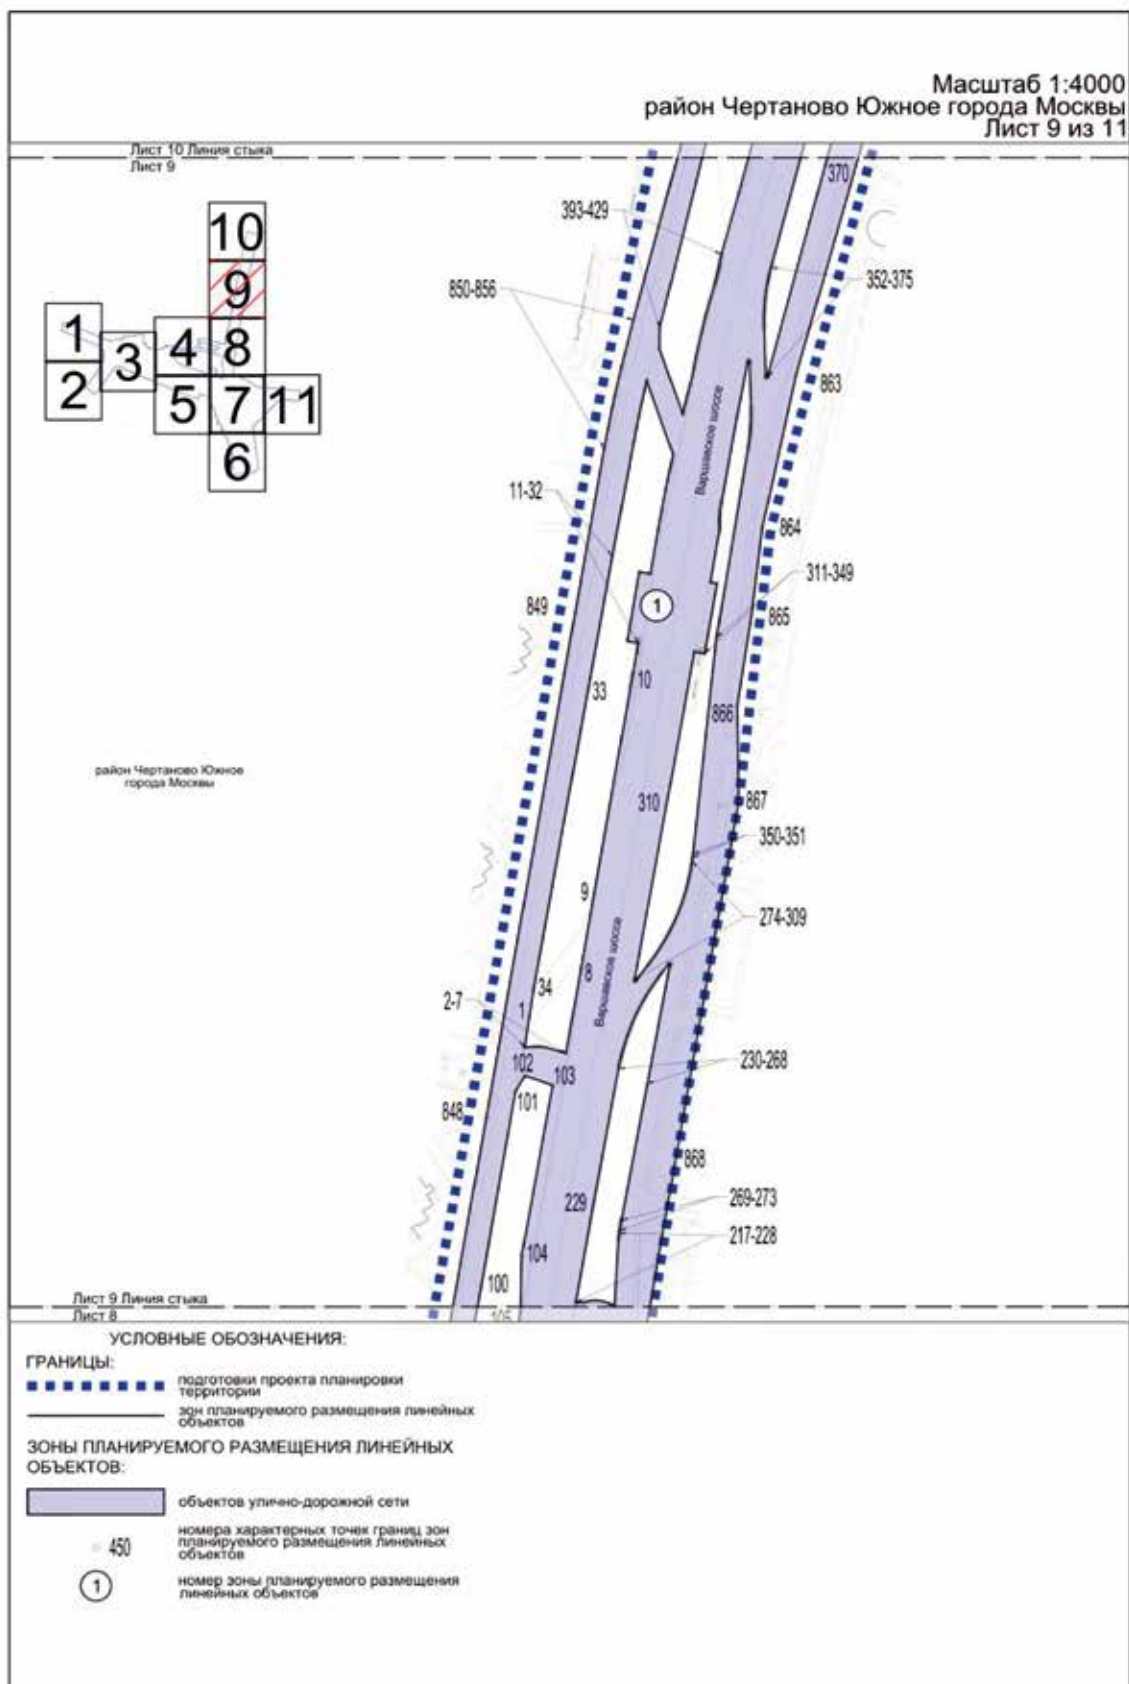 Масштаб 1:4000
район Чертаново Южное города Москвы
Лист 9 из 11
Лист 10 Линия стыка
Лист 9
10
9
1
3
4
8
2
5
7
11
6
370
393-429
352-375
850-856
863
Варшавское шоссе
11-32
864
311-349
849
1
865
10
33
866
район Чертаново Южное
города Москвы
310
867
350-351
9
274-309
8
Варшавское шоссе
34
2-7
1
102
103
230-268
101
848
868
229
269-273
217-228
104
100
105
Лист 9 Линия стыка
Лист 8
УСЛОВНЫЕ ОБОЗНАЧЕНИЯ:
ГРАНИЦЫ:
подготовки проекта планировки
территории
зон планируемого размещения линейных
объектов
ЗОНЫ ПЛАНИРУЕМОГО РАЗМЕЩЕНИЯ ЛИНЕЙНЫХ
ОБЪЕКТОВ:
объектов улично-дорожной сети
450
номера характерных точек границ зон
планируемого размещения линейных
объектов
1
номер зоны планируемого размещения
линейных объектов